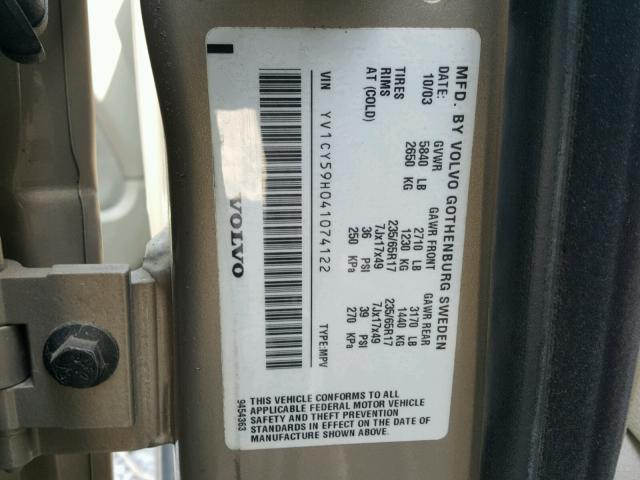 MFD. BY VOLVO GOTHENBURG SWEDEN
DATE: GVWR GAWR FRONT GAWR REAR
10/03 5840 LB 2710 LB 3170 LB
2650 KG 1230 KG 1440 KG
TIRES 235/65R17 235/65R17
RIMS 7Jx17x49 7Jx17x49
AT (COLD) 36 PSI 39 PSI
250 KPa 270 KPa
VIN YV1CY59H041074122 TYPE:MPV
VOLVO
9454363
THIS VEHICLE CONFORMS TO ALL
APPLICABLE FEDERAL MOTOR VEHICLE
SAFETY AND THEFT PREVENTION
STANDARDS IN EFFECT ON THE DATE
OF MANUFACTURE SHOWN ABOVE.